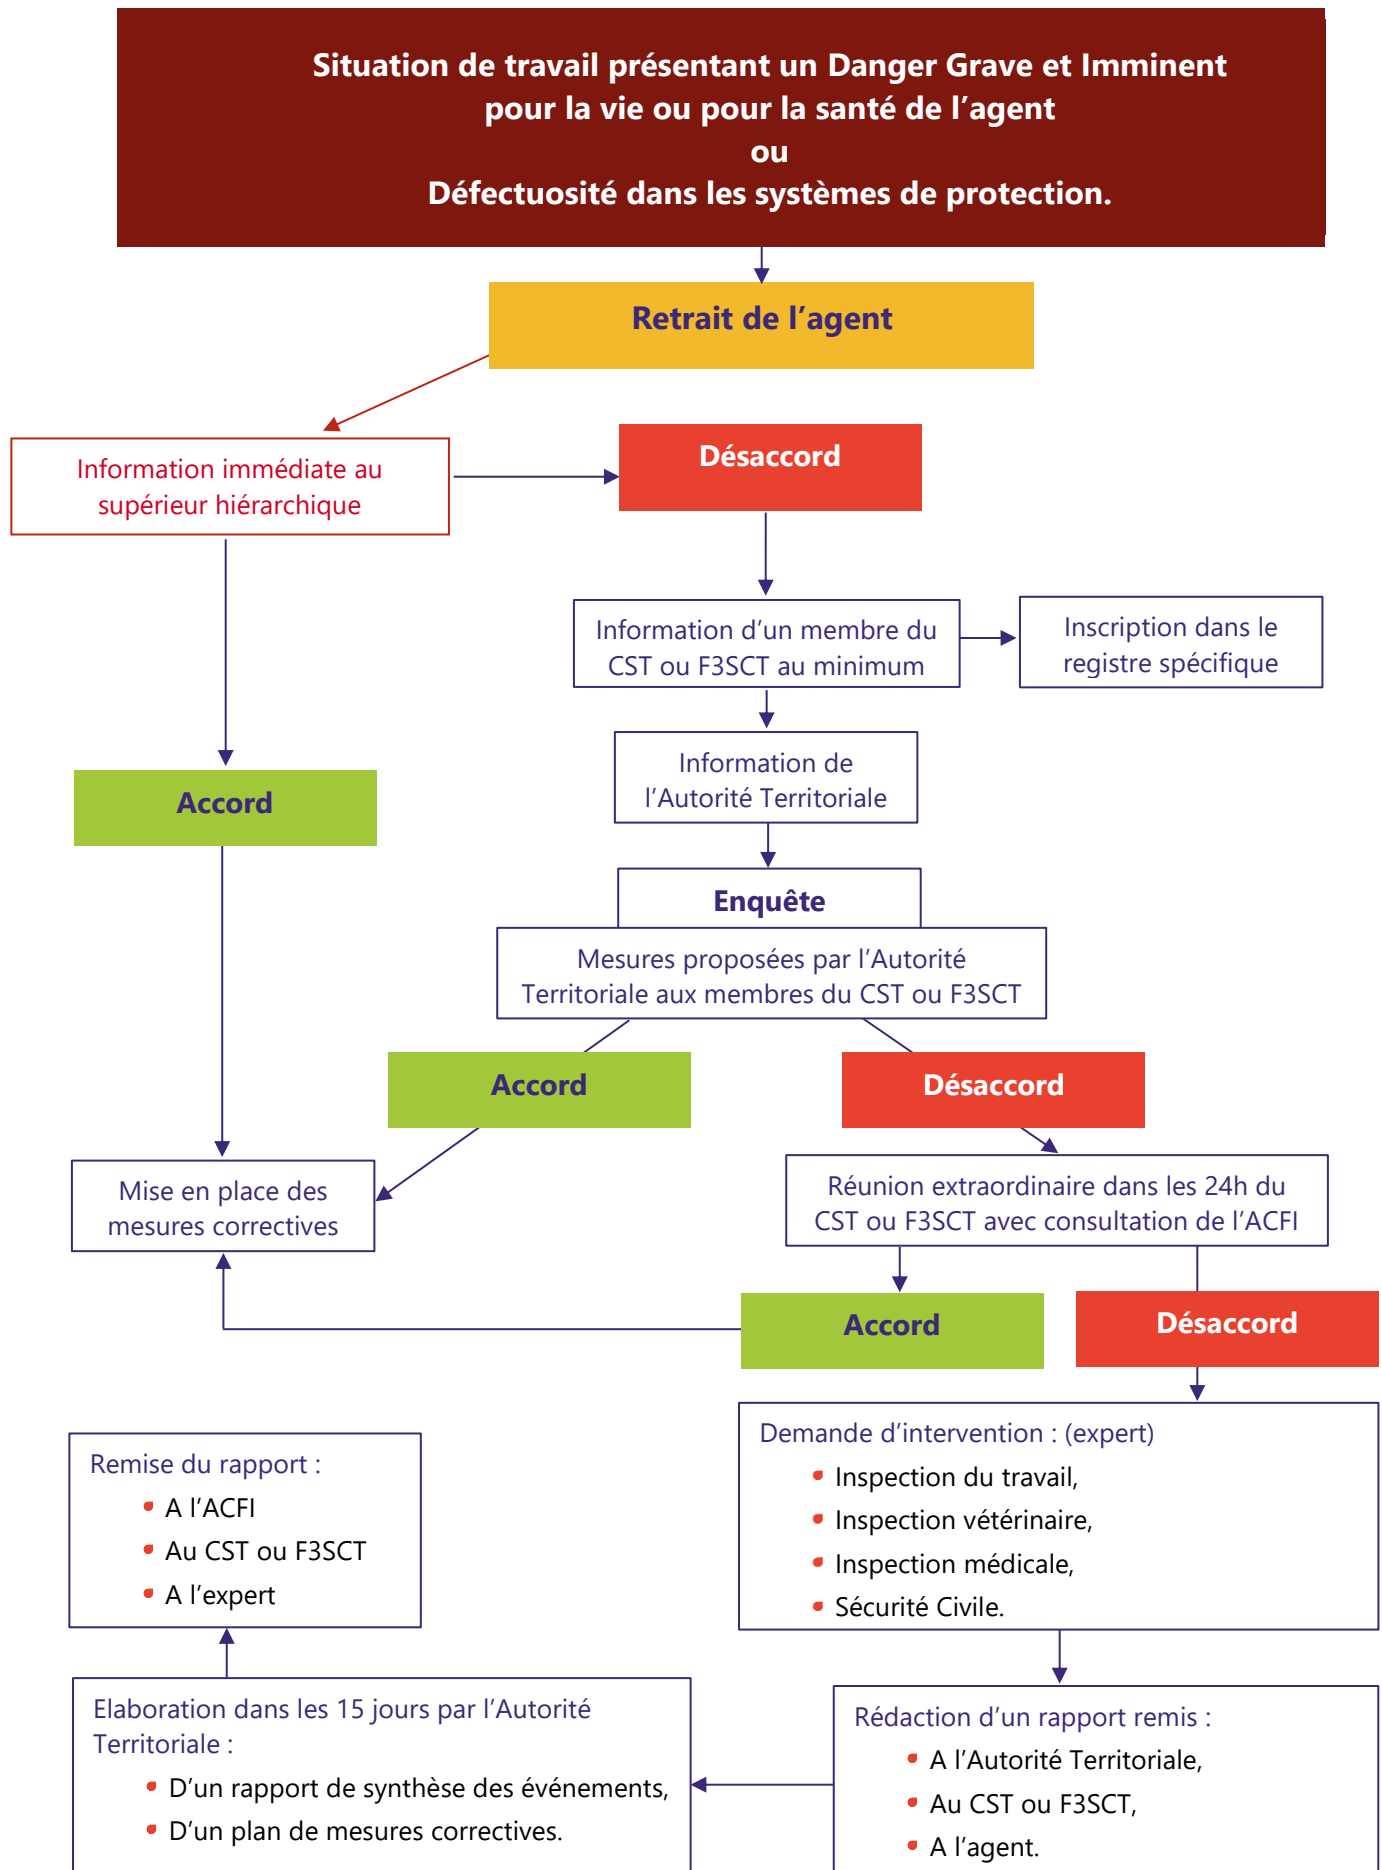 Situation de travail présentant un Danger Grave et Imminent
pour la vie ou pour la santé de l’agent
ou
Défectuosité dans les systèmes de protection.
Retrait de l’agent
Information immédiate au
supérieur hiérarchique
Désaccord
Information d’un membre du
CST ou F3SCT au minimum
Inscription dans le
registre spécifique
Information de
l’Autorité Territoriale
Accord
Enquête
Mesures proposées par l’Autorité
Territoriale aux membres du CST ou F3SCT
Accord
Désaccord
Mise en place des
mesures correctives
Réunion extraordinaire dans les 24h du
CST ou F3SCT avec consultation de l’ACFI
Accord
Désaccord
Demande d’intervention : (expert)
Inspection du travail,
Inspection vétérinaire,
Inspection médicale,
Sécurité Civile.
Remise du rapport :
A l’ACFI
Au CST ou F3SCT
A l’expert
Elaboration dans les 15 jours par l’Autorité
Territoriale :
D’un rapport de synthèse des événements,
D’un plan de mesures correctives.
Rédaction d’un rapport remis :
A l’Autorité Territoriale,
Au CST ou F3SCT,
A l’agent.